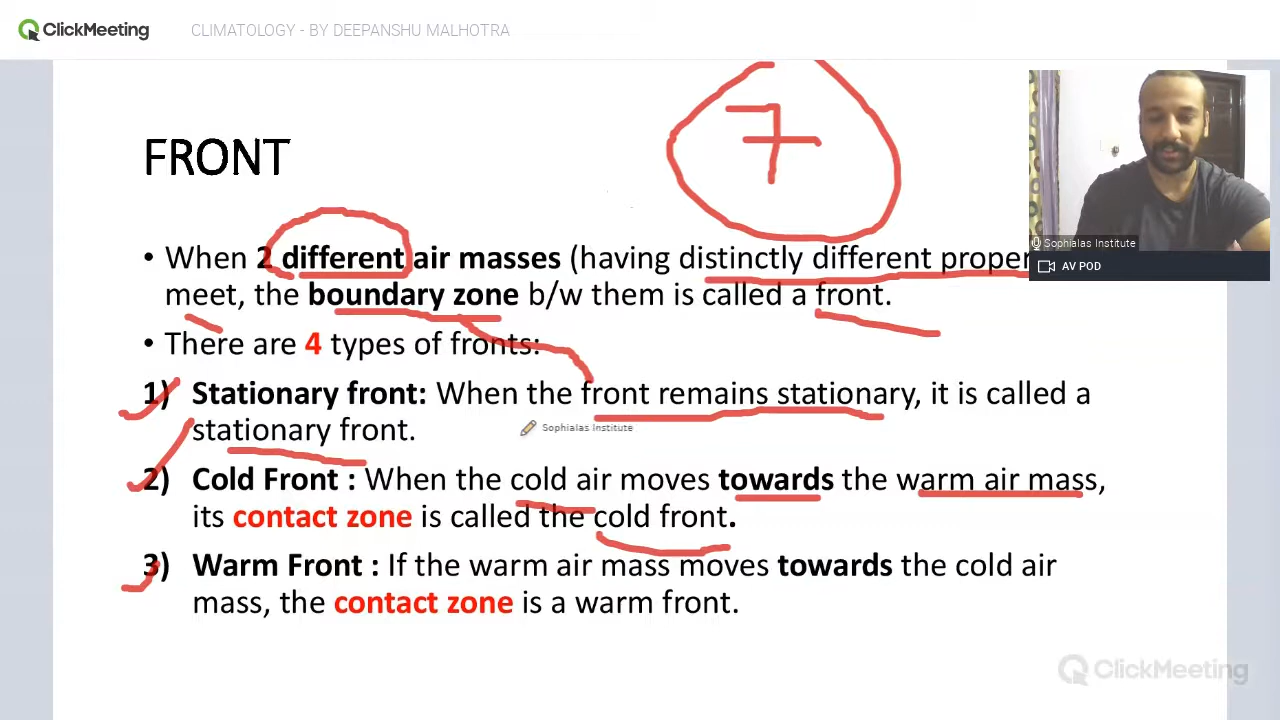 ClickMeeting
CLIMATOLOGY - BY DEEPANSHU MALHOTRA
7
FRONT
Sophialas Institute
AV POD
• When 2 different air masses (having distinctly different proper
meet, the boundary zone b/w them is called a front.
• There are 4 types of fronts:
1) Stationary front: When the front remains stationary, it is called a
stationary front.
Sophialas Institute
2) Cold Front : When the cold air moves towards the warm air mass,
its contact zone is called the cold front.
3) Warm Front : If the warm air mass moves towards the cold air
mass, the contact zone is a warm front.
ClickMeeting